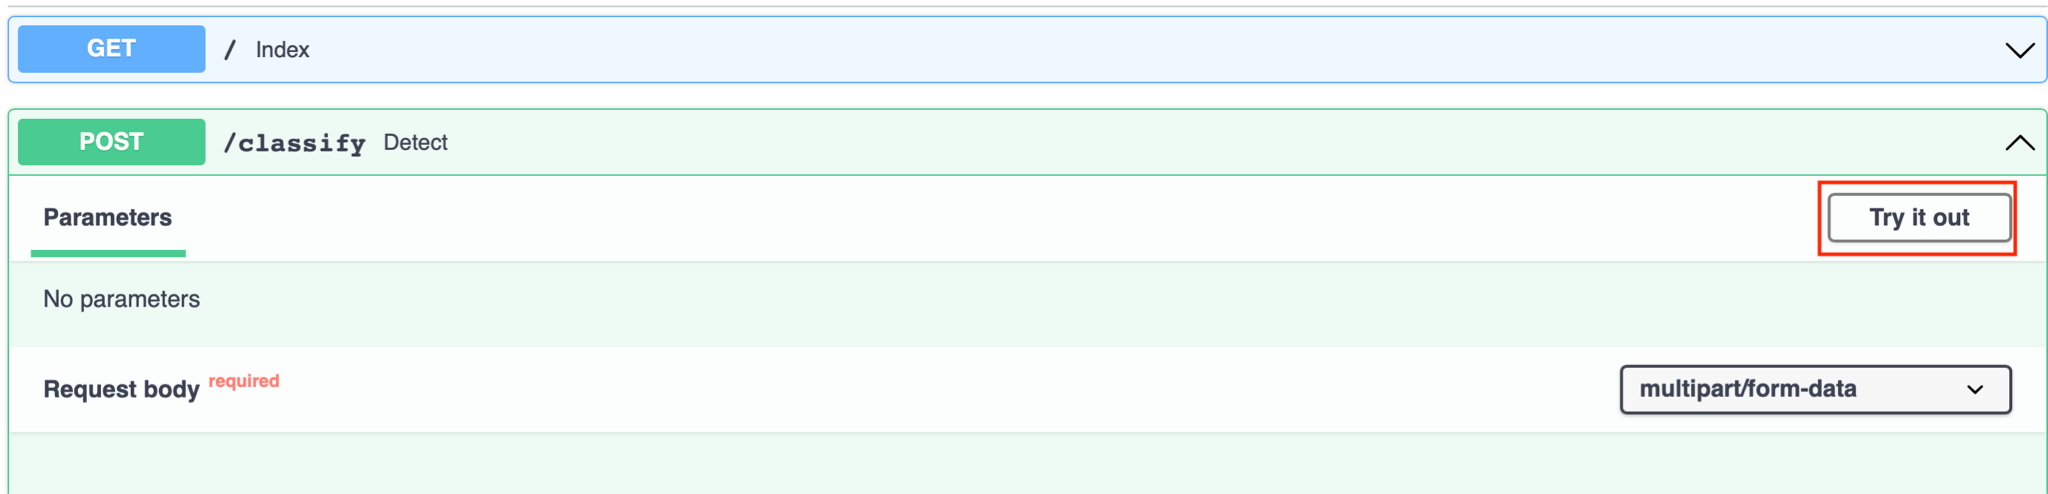 GET / Index
POST /classify Detect
Parameters
Try it out
No parameters
Request body required
multipart/form-data